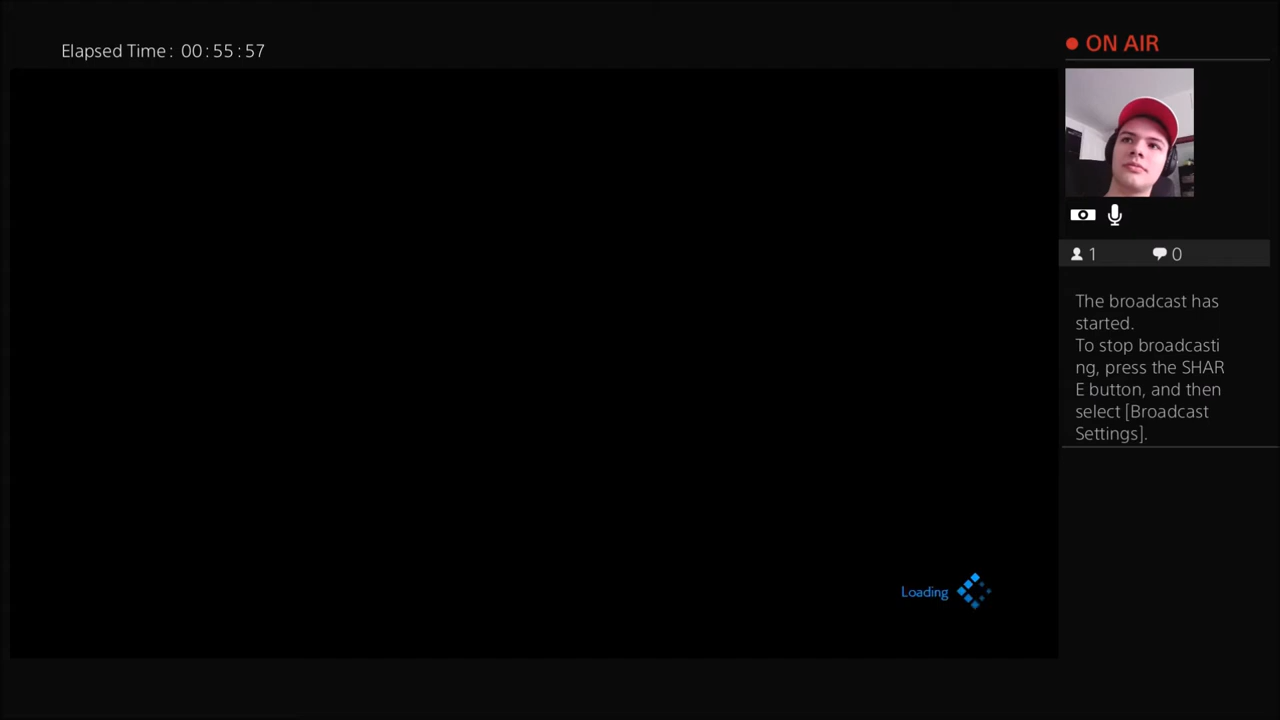 Elapsed Time: 00:55:57
ON AIR
1 0
The broadcast has
started.
To stop broadcasti
ng, press the SHAR
E button, and then
select [Broadcast
Settings].
Loading